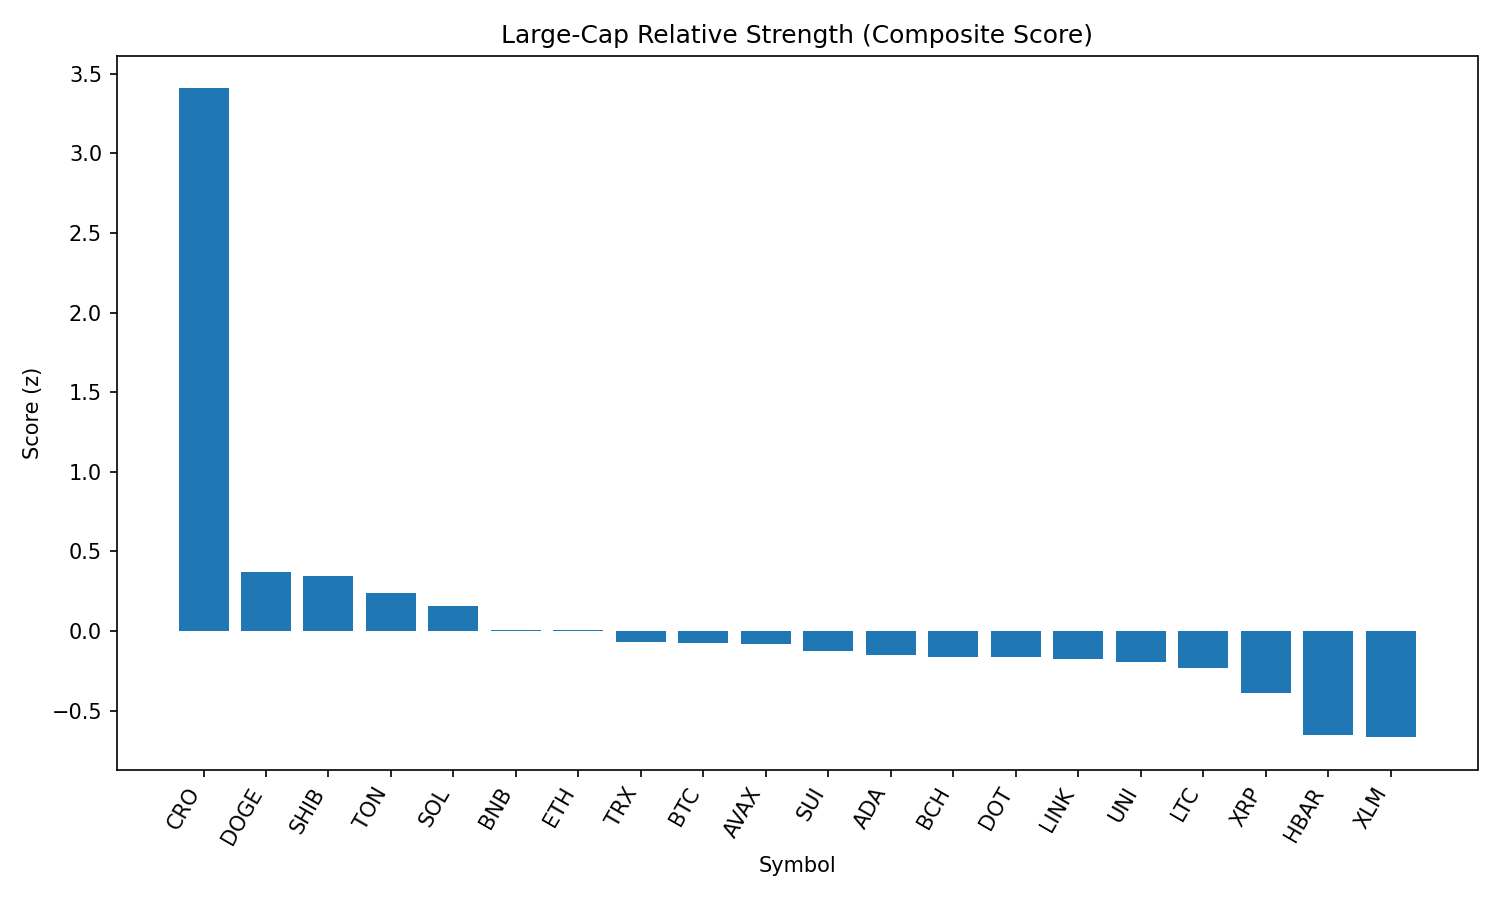 Large-Cap Relative Strength (Composite Score)
3.5
3.0
2.5
2.0
1.5
1.0
0.5
0.0
−0.5
Score (z)
CRO
DOGE
SHIB
TON
SOL
BNB
ETH
TRX
BTC
AVAX
SUI
ADA
BCH
DOT
LINK
UNI
LTC
XRP
HBAR
XLM
Symbol